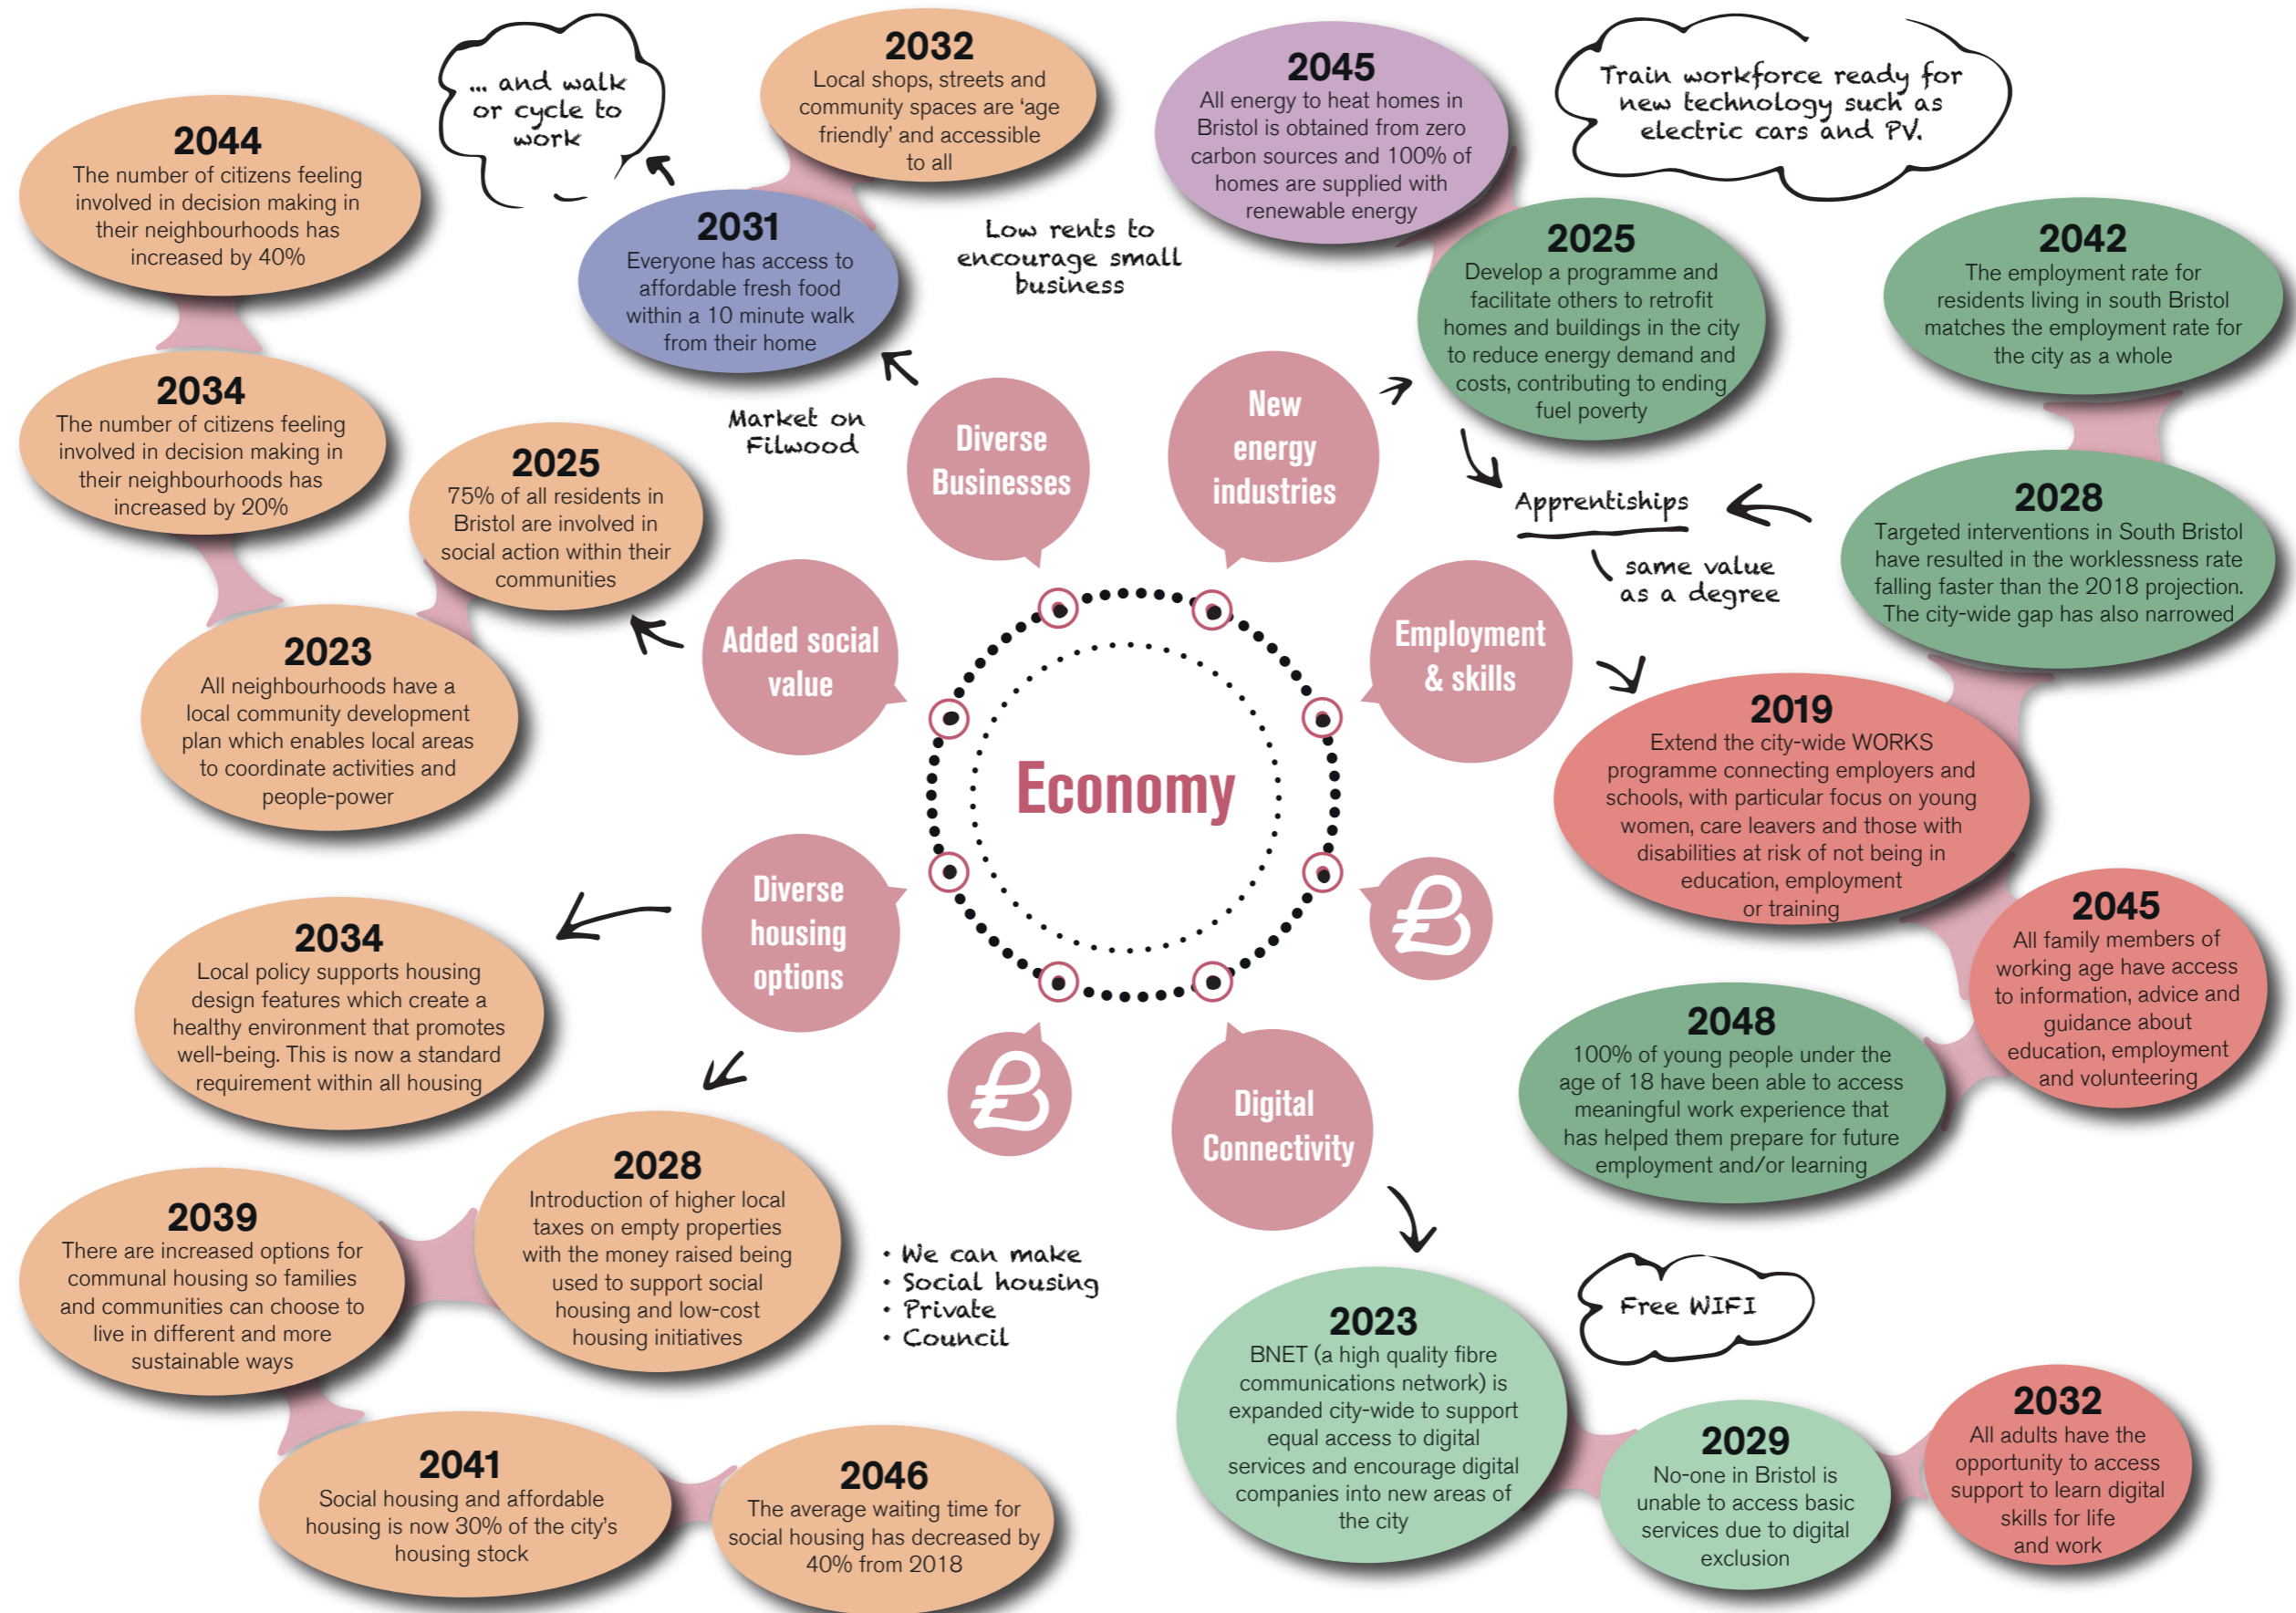 ... and walk
or cycle to
work
2032
Local shops, streets and
community spaces are ‘age
friendly’ and accessible
to all
2045
All energy to heat homes in
Bristol is obtained from zero
carbon sources and 100% of
homes are supplied with
renewable energy
Train workforce ready for
new technology such as
electric cars and PV.
2044
The number of citizens feeling
involved in decision making in
their neighbourhoods has
increased by 40%
2031
Everyone has access to
affordable fresh food
within a 10 minute walk
from their home
Low rents to
encourage small
business
2025
Develop a programme and
facilitate others to retrofit
homes and buildings in the city
to reduce energy demand and
costs, contributing to ending
fuel poverty
2042
The employment rate for
residents living in south Bristol
matches the employment rate for
the city as a whole
2034
The number of citizens feeling
involved in decision making in
their neighbourhoods has
increased by 20%
2025
75% of all residents in
Bristol are involved in
social action within their
communities
Market on
Filwood
Diverse
Businesses
New
energy
industries
Apprentiships
same value
as a degree
2028
Targeted interventions in South Bristol
have resulted in the worklessness rate
falling faster than the 2018 projection.
The city-wide gap has also narrowed
2023
All neighbourhoods have a
local community development
plan which enables local areas
to coordinate activities and
people-power
Added social
value
Employment
& skills
2019
Extend the city-wide WORKS
programme connecting employers and
schools, with particular focus on young
women, care leavers and those with
disabilities at risk of not being in
education, employment
or training
Economy
2034
Local policy supports housing
design features which create a
healthy environment that promotes
well-being. This is now a standard
requirement within all housing
Diverse
housing
options
2045
All family members of
working age have access
to information, advice and
guidance about
education, employment
and volunteering
2048
100% of young people under the
age of 18 have been able to access
meaningful work experience that
has helped them prepare for future
employment and/or learning
Digital
Connectivity
2039
There are increased options for
communal housing so families
and communities can choose to
live in different and more
sustainable ways
2028
Introduction of higher local
taxes on empty properties
with the money raised being
used to support social
housing and low-cost
housing initiatives
• We can make
• Social housing
• Private
• Council
2023
BNET (a high quality fibre
communications network) is
expanded city-wide to support
equal access to digital
services and encourage digital
companies into new areas of
the city
Free WIFI
2029
No-one in Bristol is
unable to access basic
services due to digital
exclusion
2032
All adults have the
opportunity to access
support to learn digital
skills for life
and work
2041
Social housing and affordable
housing is now 30% of the city’s
housing stock
2046
The average waiting time for
social housing has decreased by
40% from 2018